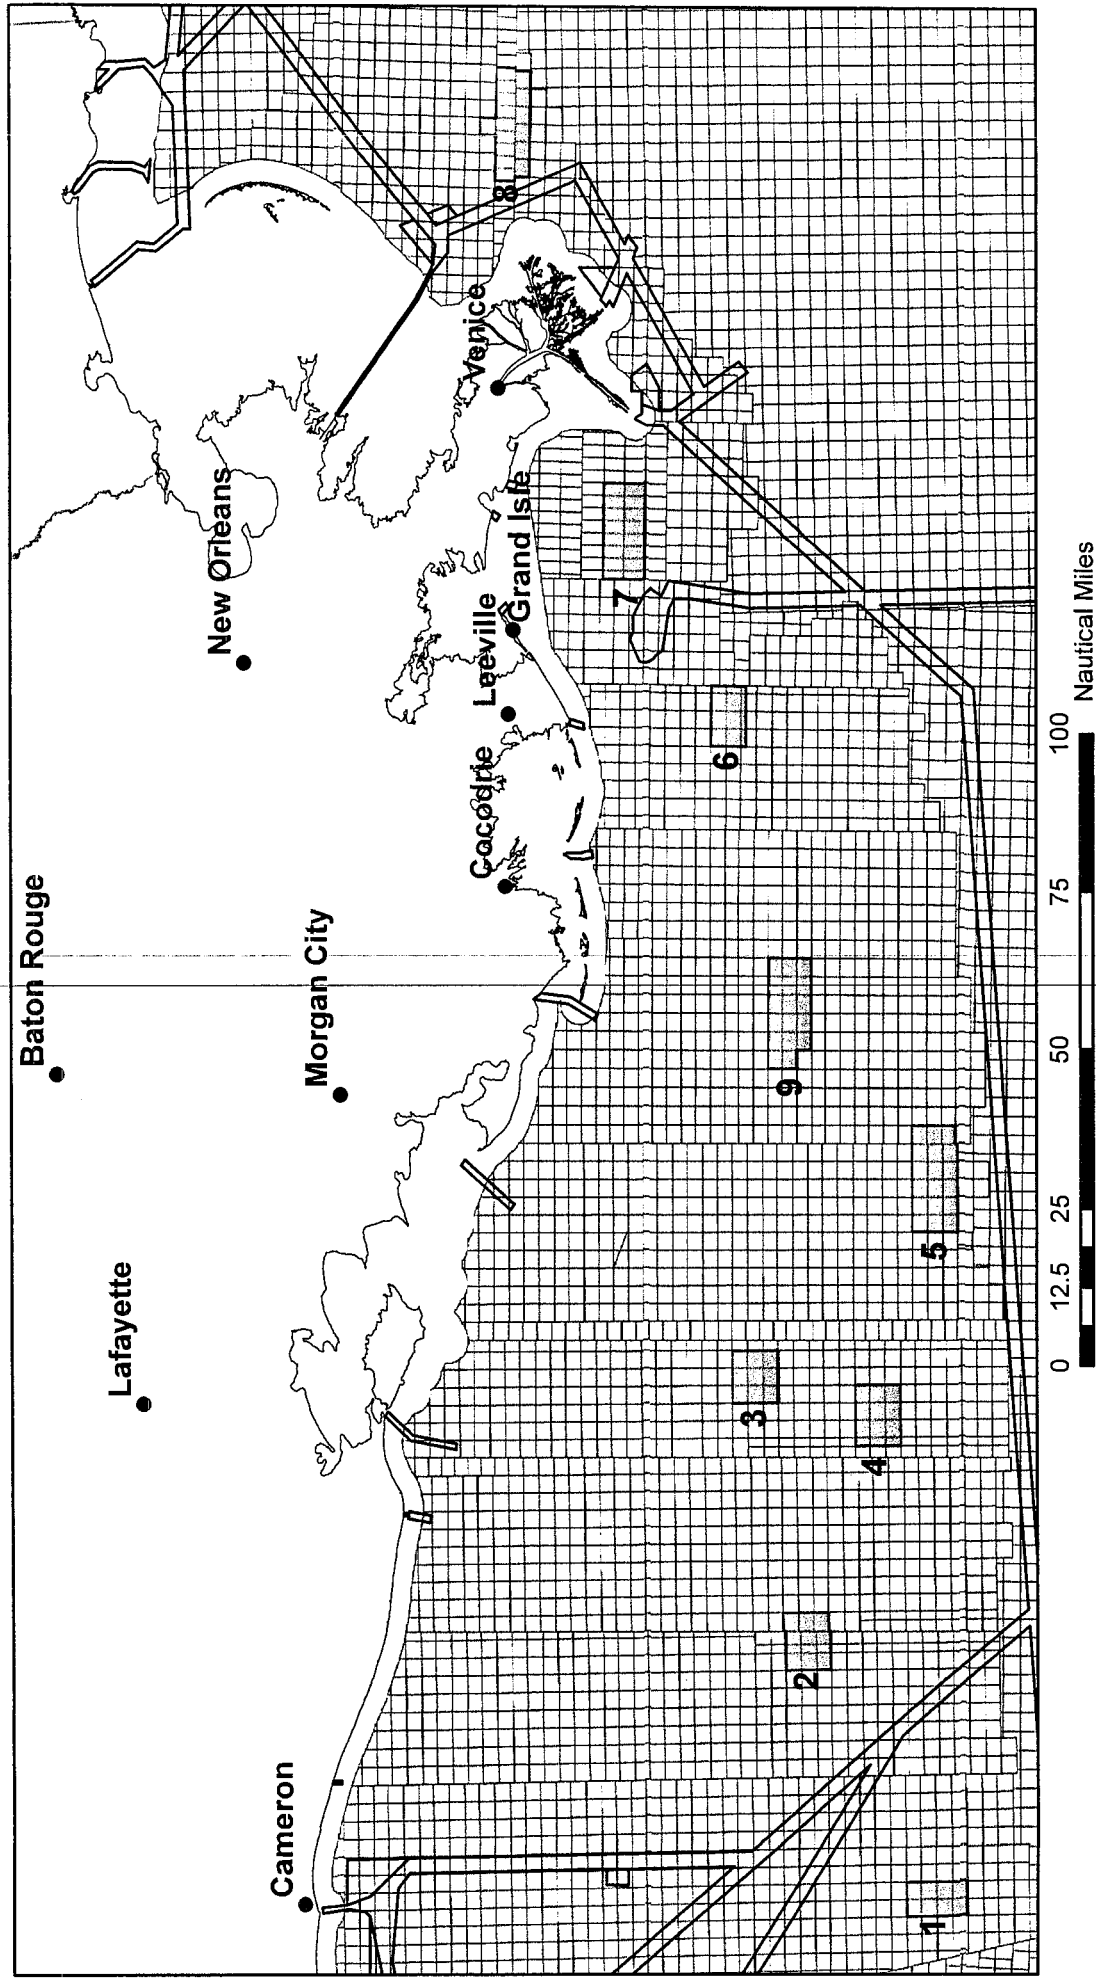 Baton Rouge
Lafayette
New Orleans
Morgan City
Cameron
Venice
Grand Isle
Leeville
Cocodrie
8
7
6
3
9
2
4
5
1
0 12.5 25 50 75 100
Nautical Miles